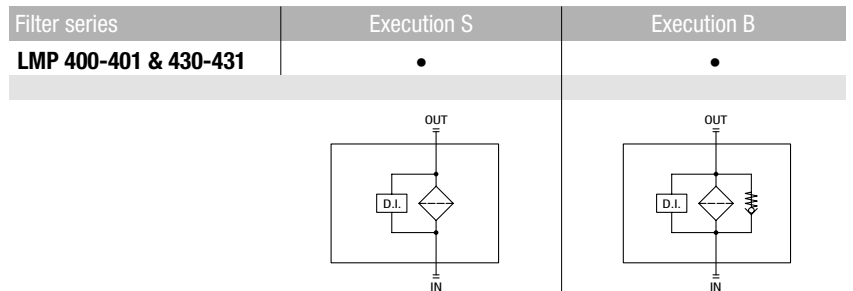 Filter series Execution S Execution B
LMP 400-401 & 430-431 • •
OUT OUT
D.I. D.I.
IN IN